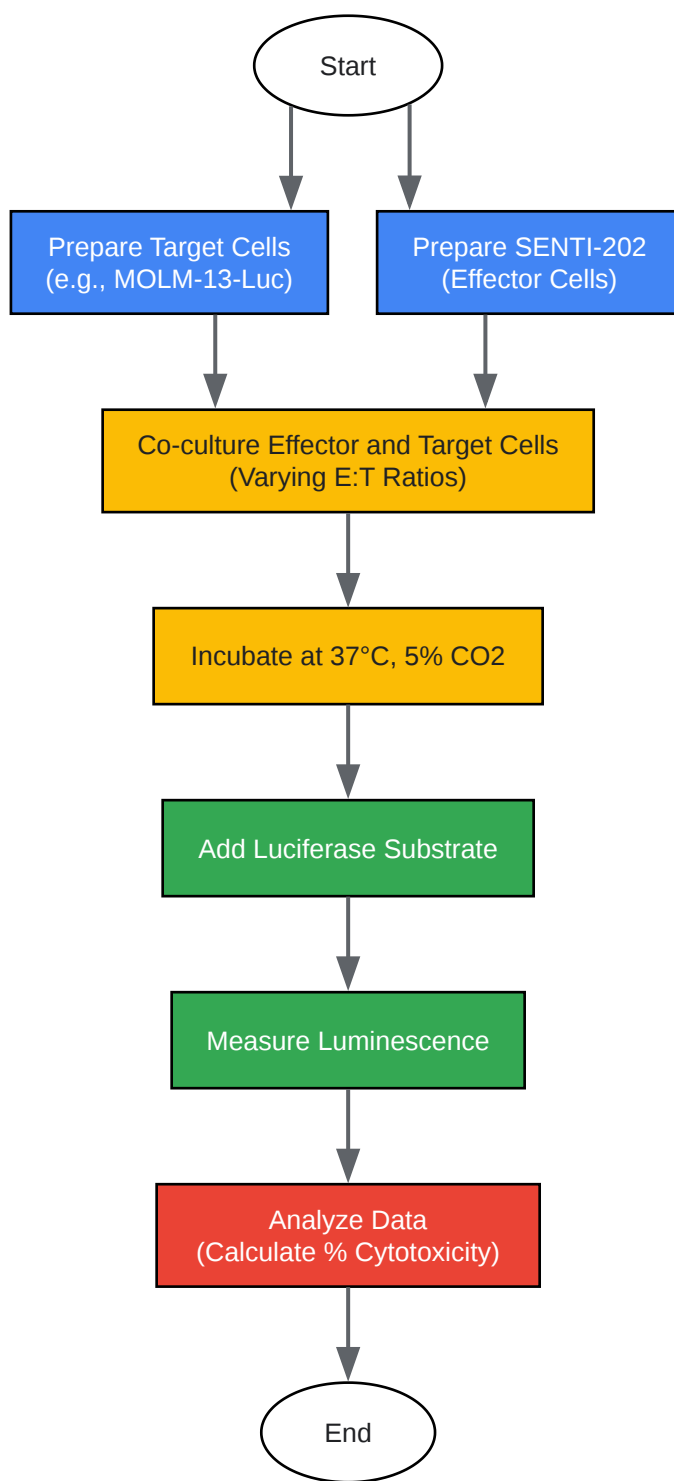 Start
Prepare Target Cells
(e.g., MOLM-13-Luc)
Prepare SENTI-202
(Effector Cells)
Co-culture Effector and Target Cells
(Varying E:T Ratios)
Incubate at 37°C, 5% CO2
Add Luciferase Substrate
Measure Luminescence
Analyze Data
(Calculate % Cytotoxicity)
End